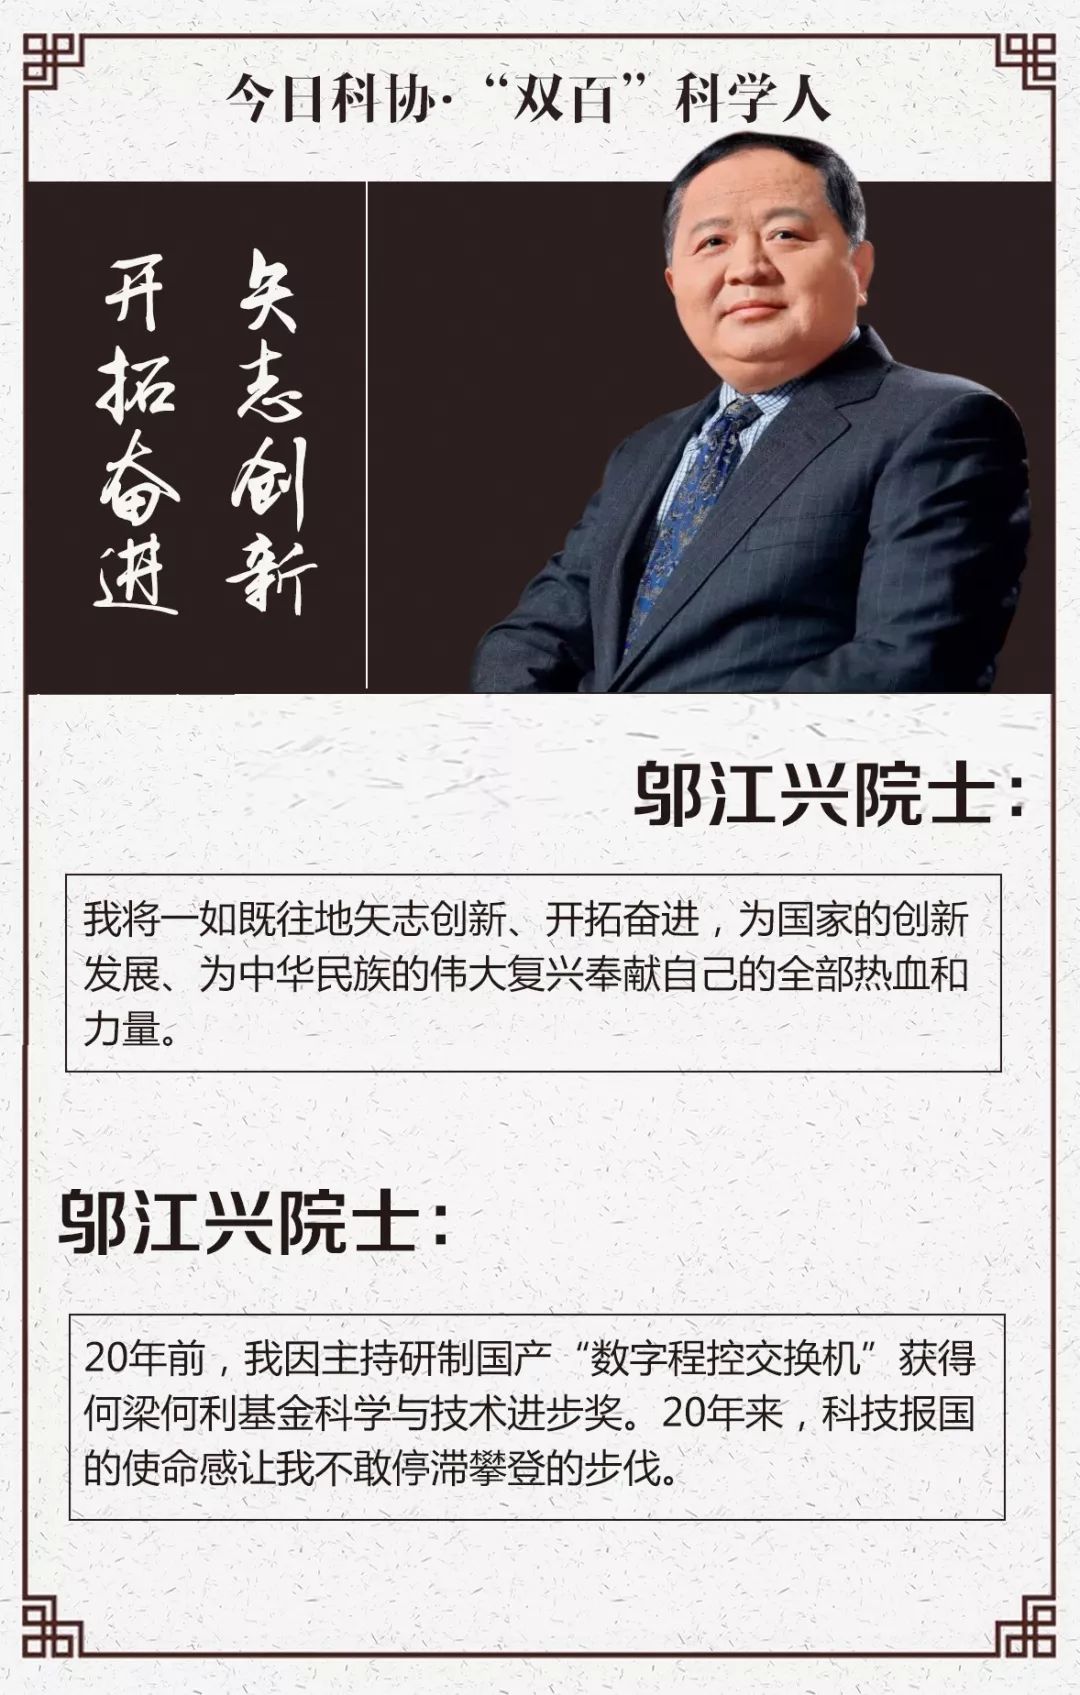 今日科协·“双百”科学人
矢志创新
开拓奋进
邬江兴院士：
我将一如既往地矢志创新、开拓奋进，为国家的创新
发展、为中华民族的伟大复兴奉献自己的全部热血和
力量。
邬江兴院士：
20年前，我因主持研制国产“数字程控交换机”获得
何梁何利基金科学与技术进步奖。20年来，科技报国
的使命感让我不敢停滞攀登的步伐。